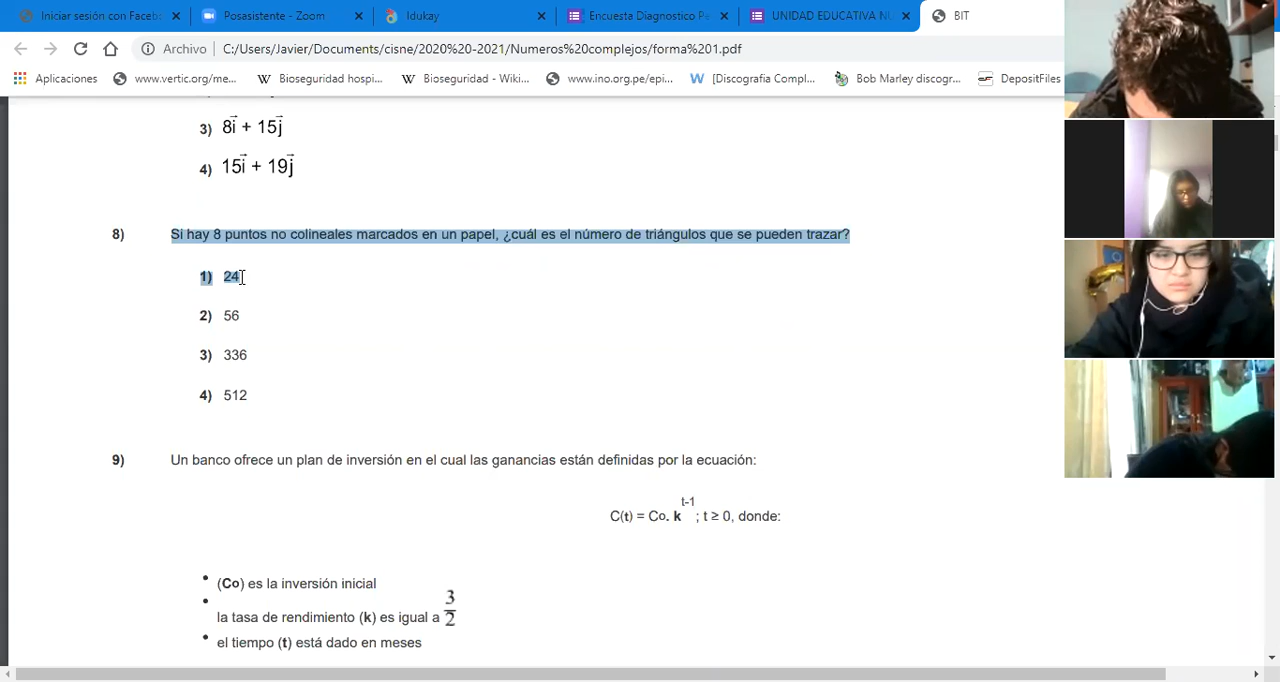 Iniciar sesión con Faceb
Posasistente - Zoom
Idukay
Encuesta Diagnostico Pe
UNIDAD EDUCATIVA NU
BIT
Archivo
C:/Users/Javier/Documents/cisne/2020%20-2021/Numeros%20complejos/forma%201.pdf
Aplicaciones
www.vertic.org/me...
Bioseguridad hospi...
Bioseguridad - Wiki...
www.ino.org.pe/epi...
[Discografia Compl...
Bob Marley discogr...
DepositFiles
3) 8i + 15j
4) 15i + 19j
8) Si hay 8 puntos no colineales marcados en un papel, ¿cuál es el número de triángulos que se pueden trazar?
1) 24
2) 56
3) 336
4) 512
9) Un banco ofrece un plan de inversión en el cual las ganancias están definidas por la ecuación:
t-1
C(t) = Co. k ; t ≥ 0, donde:
• (Co) es la inversión inicial
• la tasa de rendimiento (k) es igual a 3/2
• el tiempo (t) está dado en meses